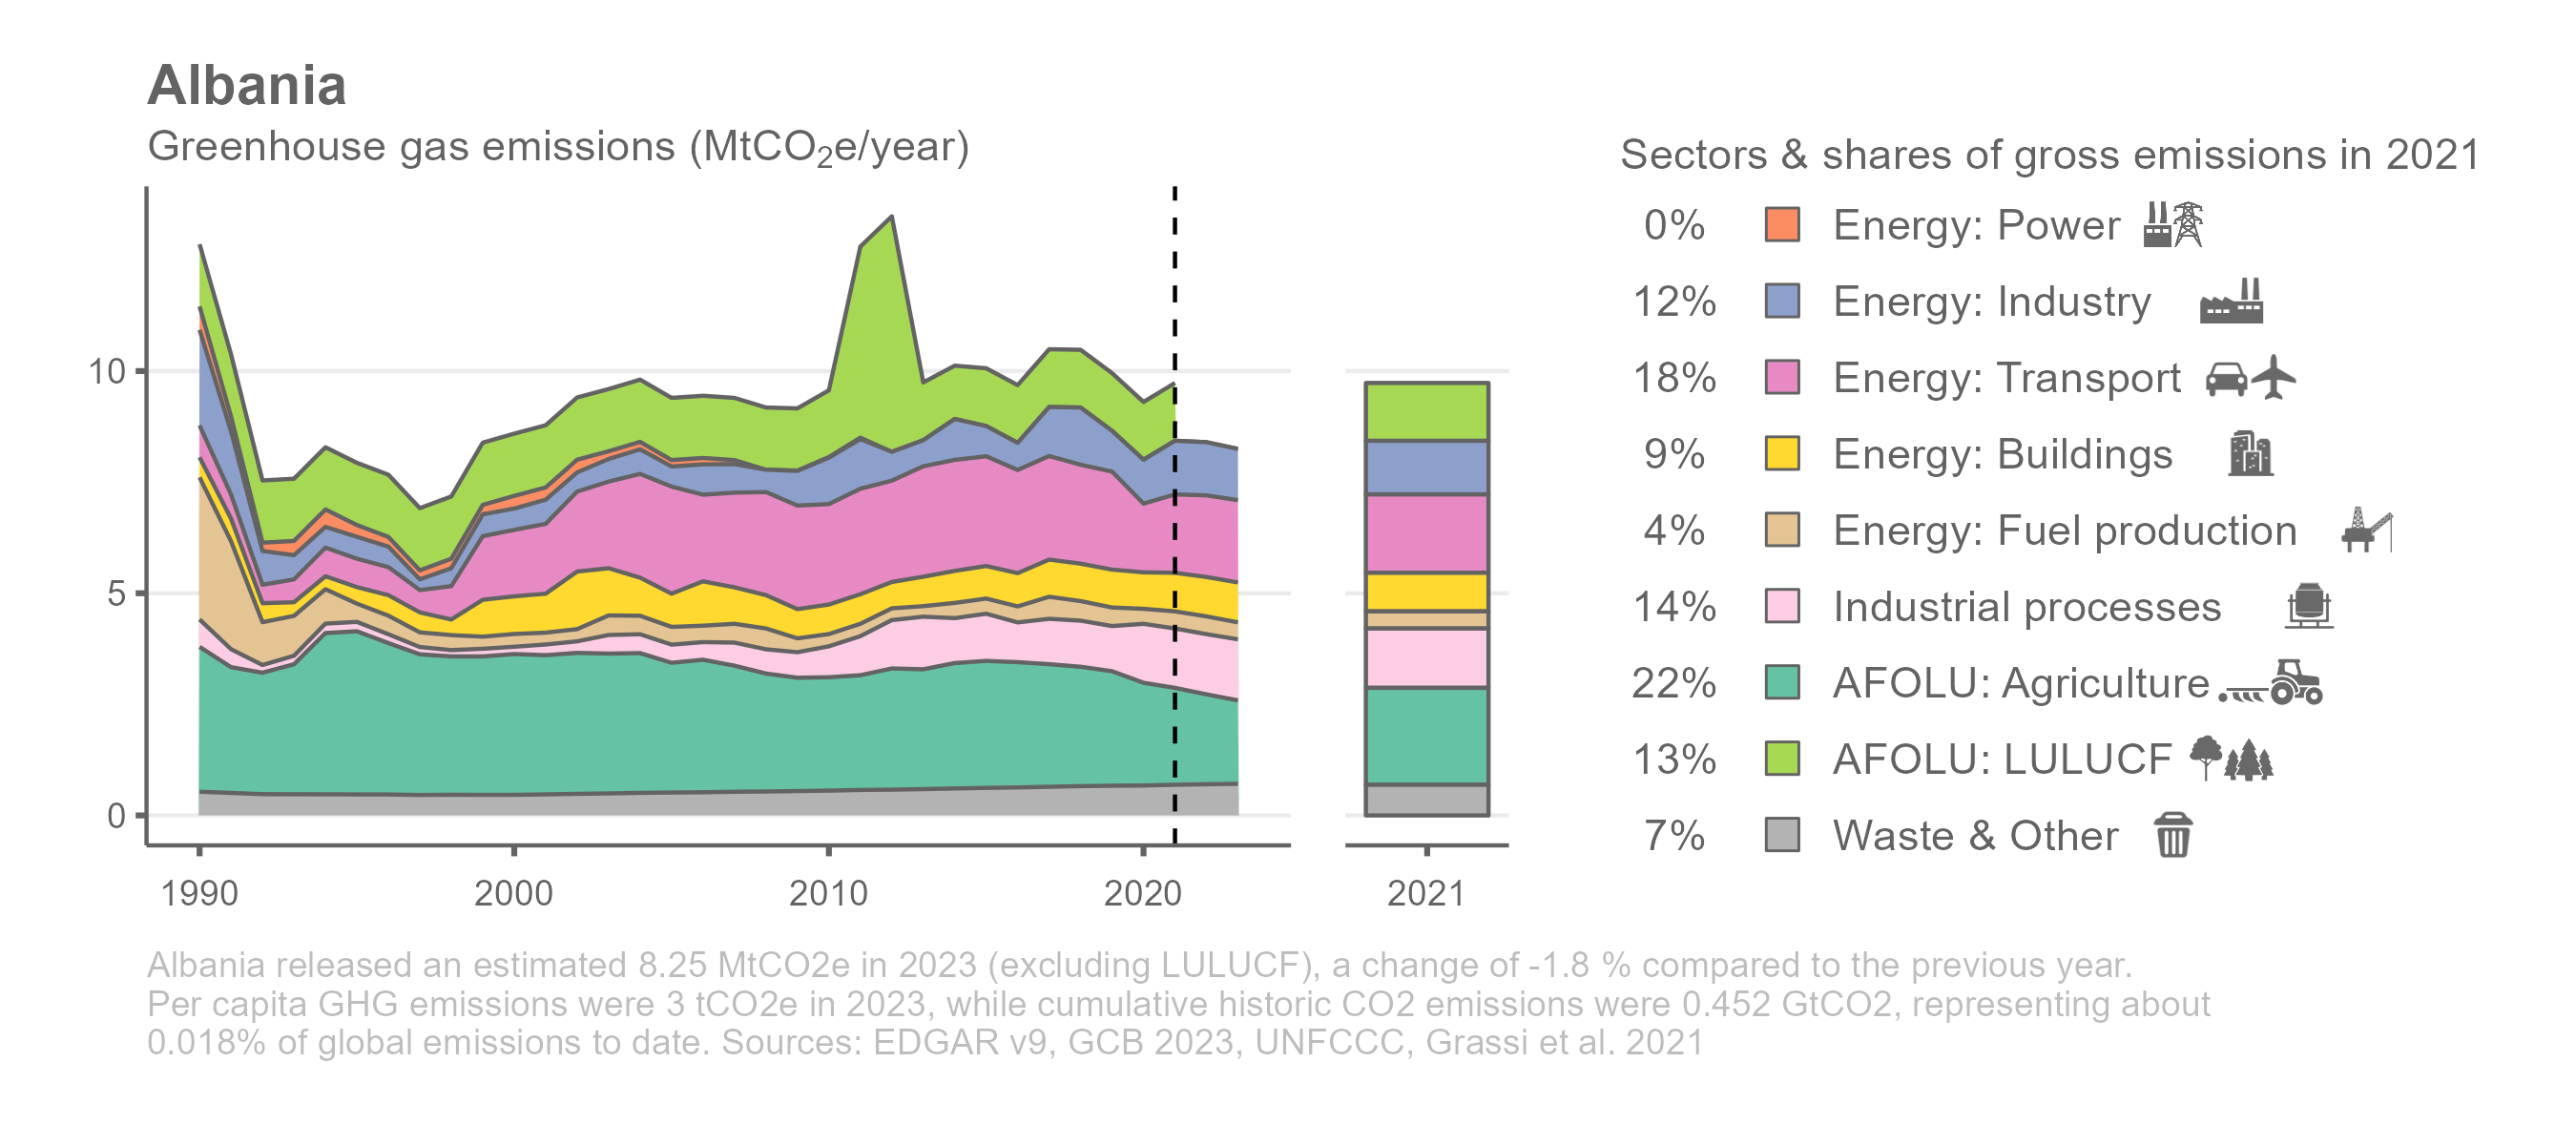 Albania
Greenhouse gas emissions (MtCO₂e/year)
10
5
0
1990
2000
2010
2020
2021
Sectors & shares of gross emissions in 2021
0% Energy: Power
12% Energy: Industry
18% Energy: Transport
9% Energy: Buildings
4% Energy: Fuel production
14% Industrial processes
22% AFOLU: Agriculture
13% AFOLU: LULUCF
7% Waste & Other
Albania released an estimated 8.25 MtCO2e in 2023 (excluding LULUCF), a change of -1.8 % compared to the previous year.
Per capita GHG emissions were 3 tCO2e in 2023, while cumulative historic CO2 emissions were 0.452 GtCO2, representing about
0.018% of global emissions to date. Sources: EDGAR v9, GCB 2023, UNFCCC, Grassi et al. 2021